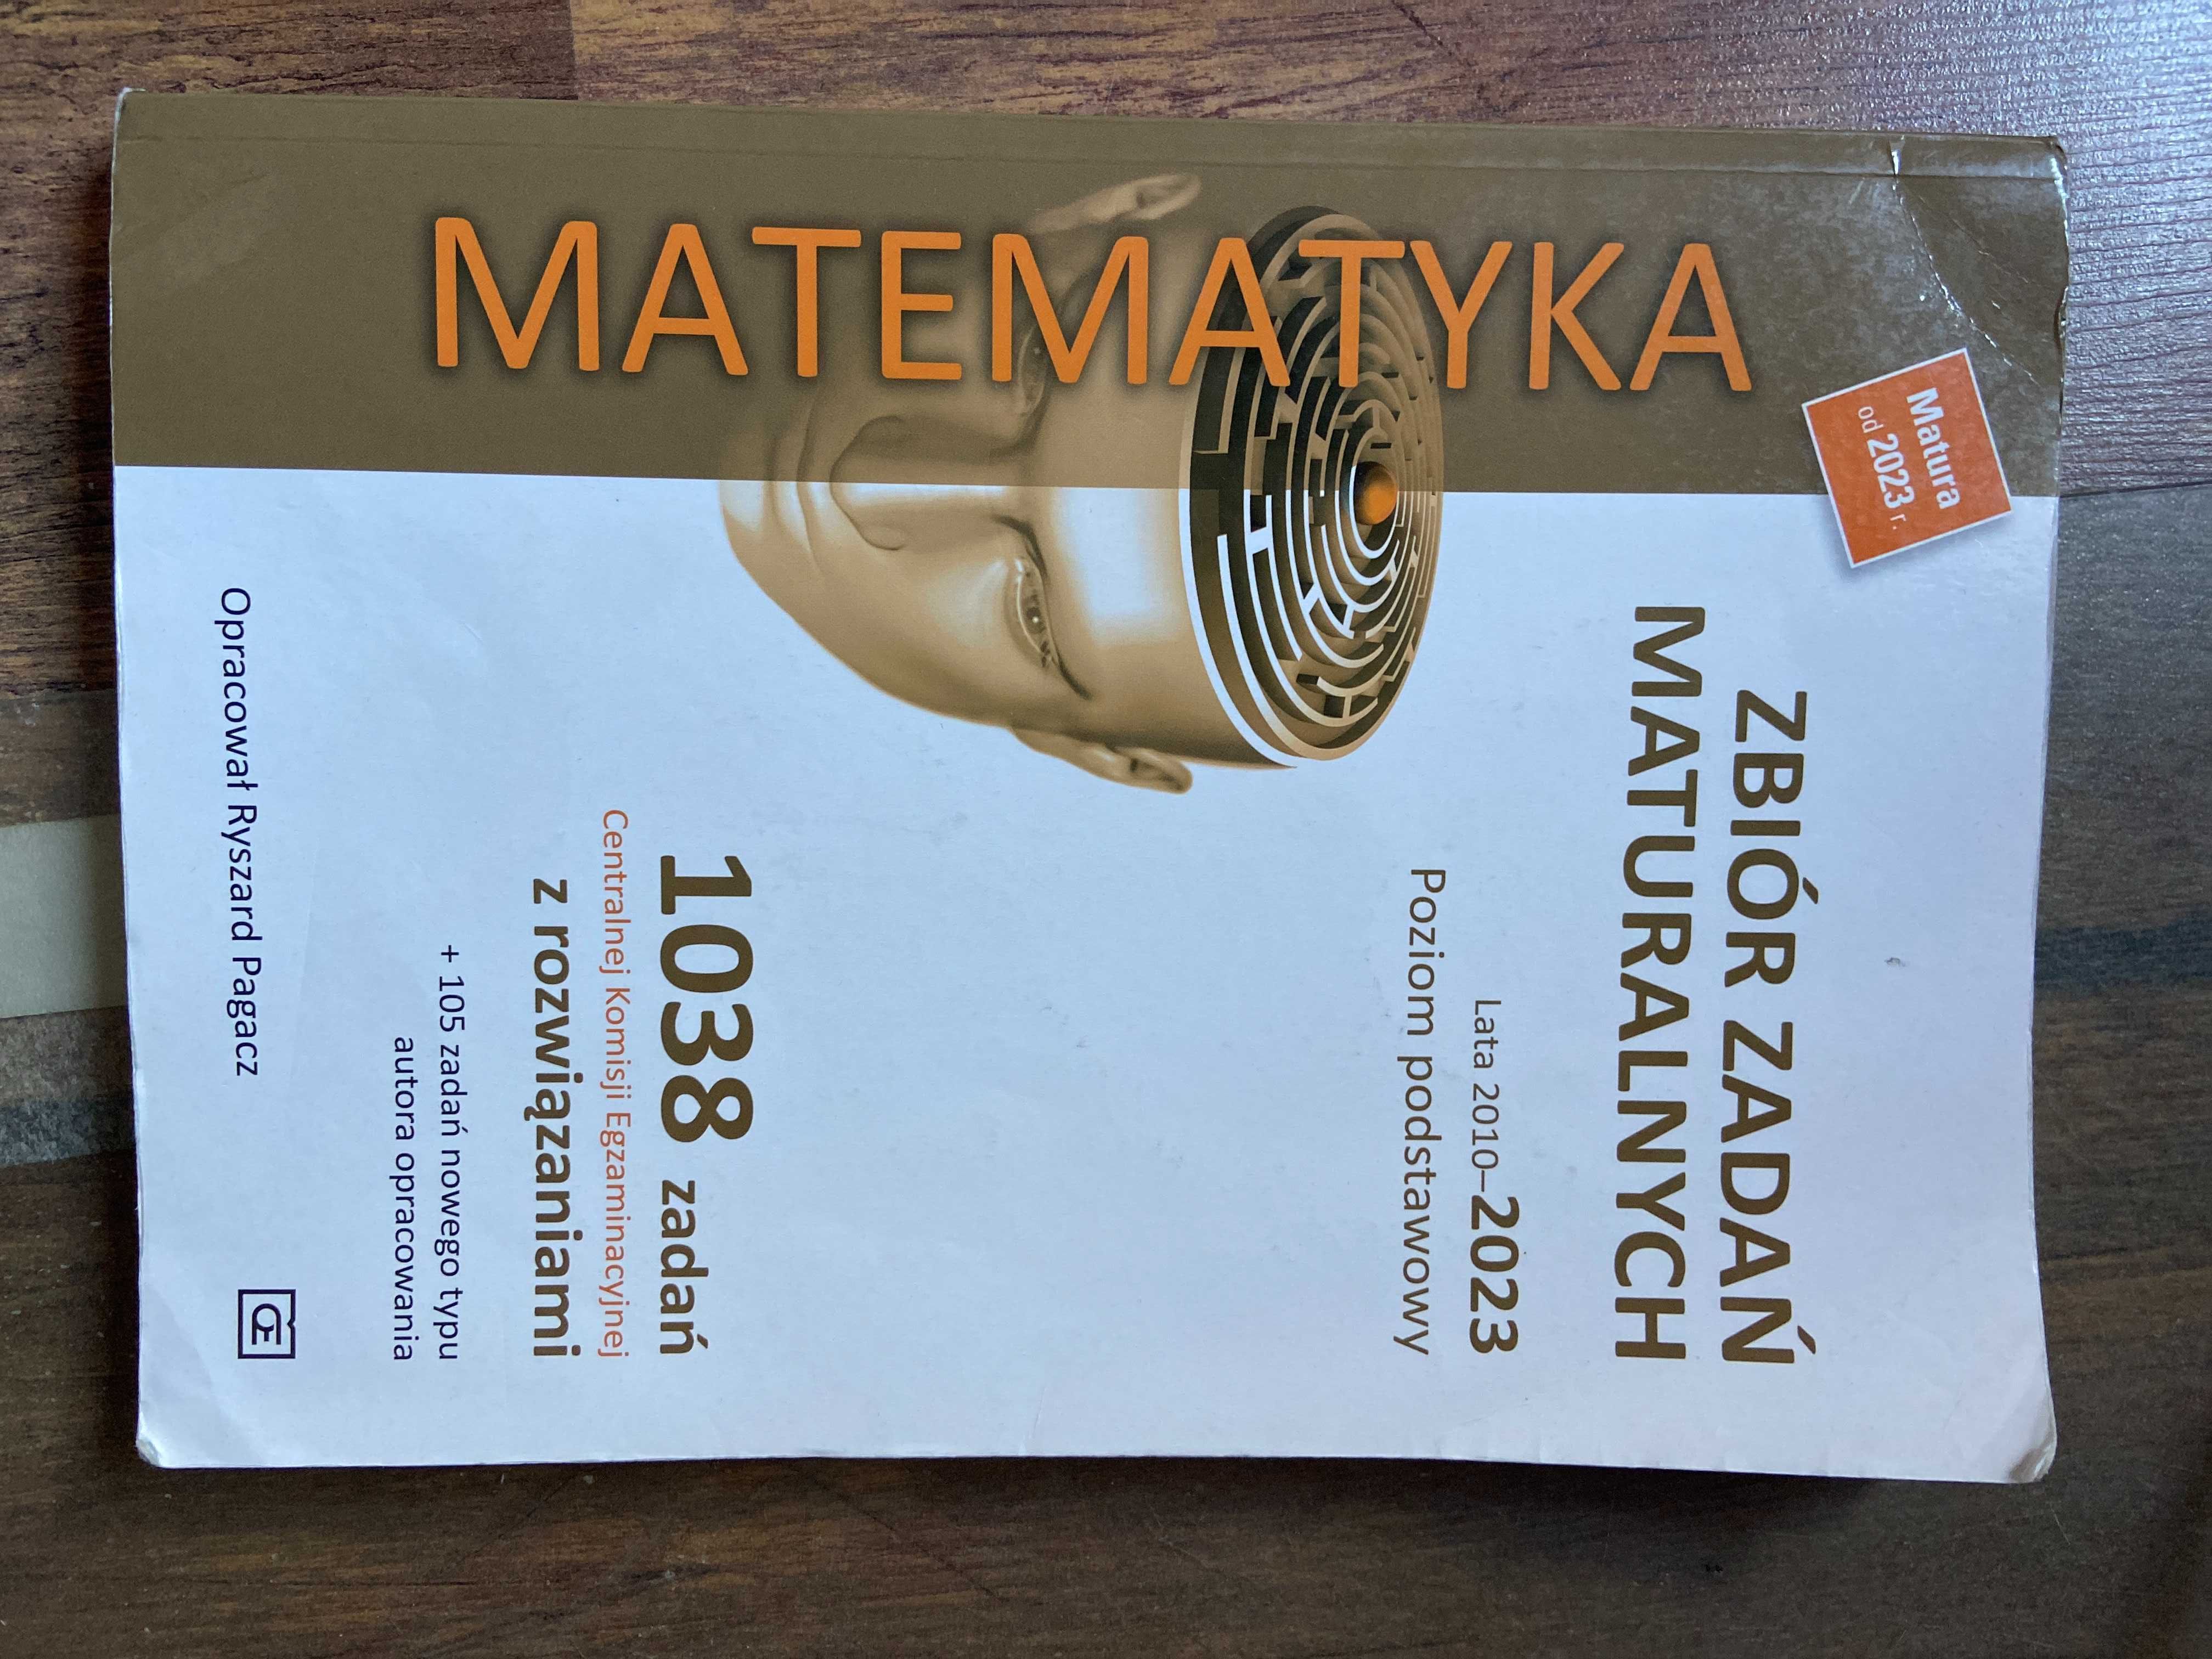 MATEMATYKA
Matura
od 2023 r.
ZBIÓR ZADAŃ
MATURALNYCH
Lata 2010–2023
Poziom podstawowy
1038 zadań
Centralnej Komisji Egzaminacyjnej
z rozwiązaniami
+ 105 zadań nowego typu
autora opracowania
Opracował Ryszard Pagacz